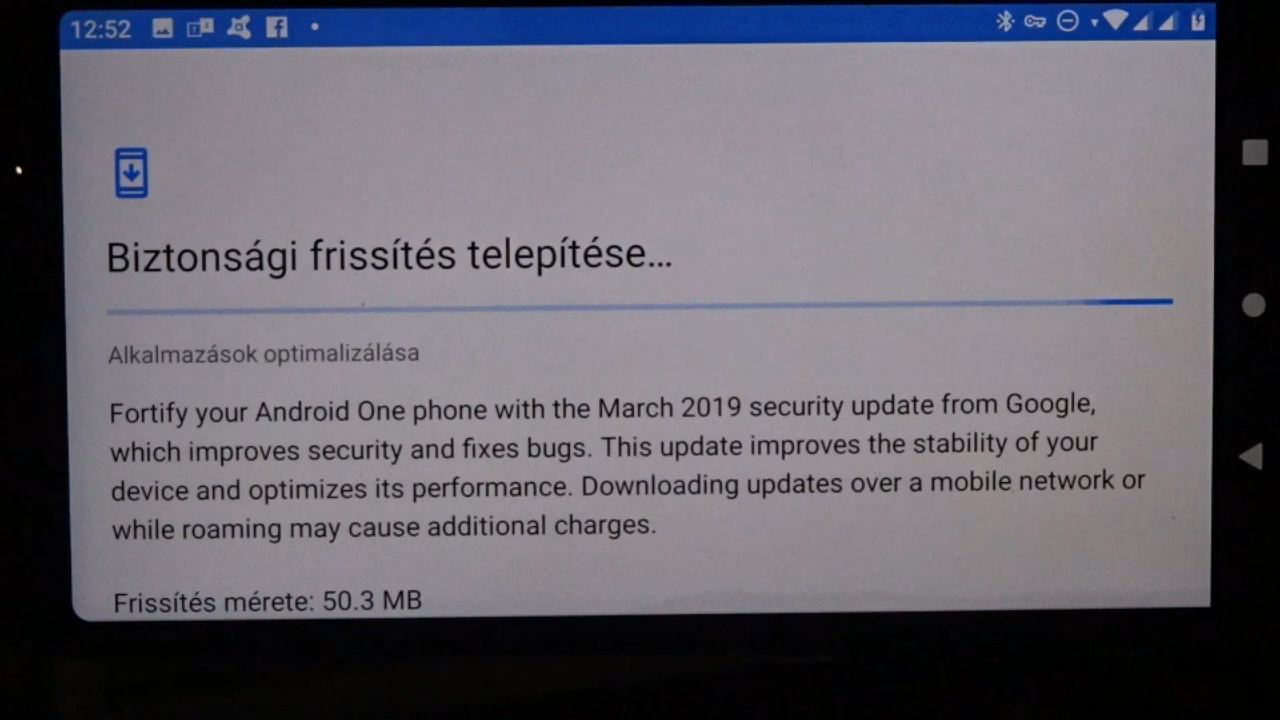 12:52
Biztonsági frissítés telepítése...
Alkalmazások optimalizálása
Fortify your Android One phone with the March 2019 security update from Google,
which improves security and fixes bugs. This update improves the stability of your
device and optimizes its performance. Downloading updates over a mobile network or
while roaming may cause additional charges.
Frissítés mérete: 50.3 MB